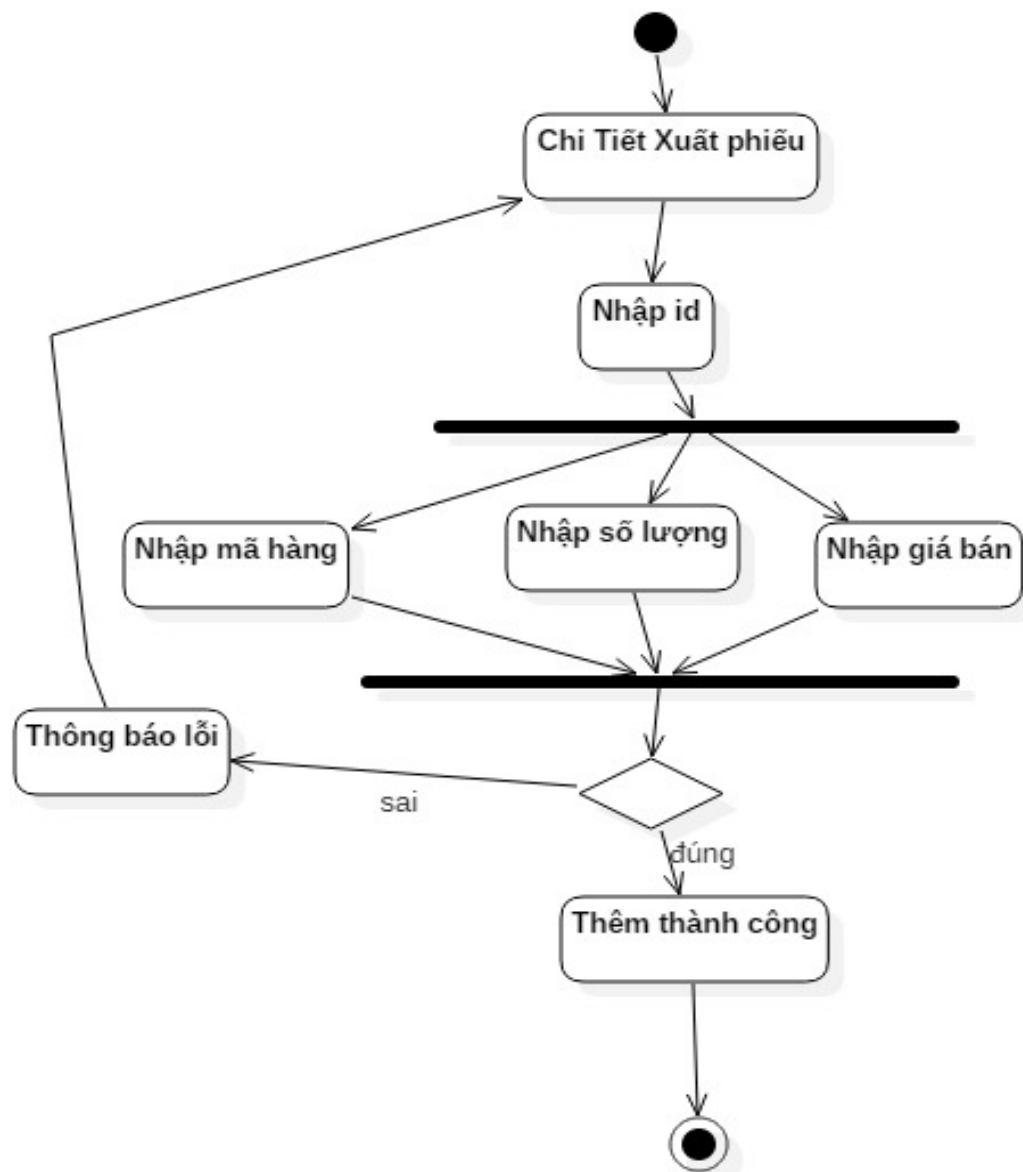 Chi Tiết Xuất phiếu
Nhập id
Nhập mã hàng
Nhập số lượng
Nhập giá bán
Thông báo lỗi
sai
đúng
Thêm thành công